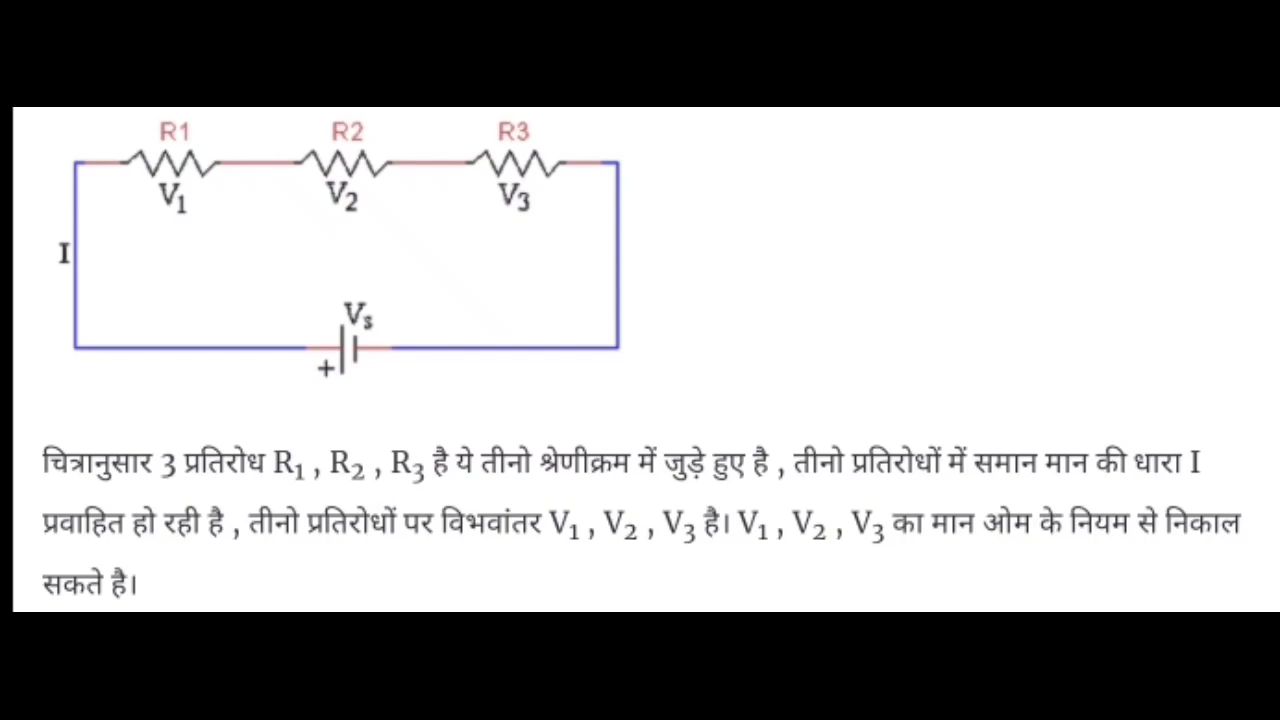 R1 R2 R3
V₁ V₂ V₃
I
Vₛ
+
चित्रानुसार 3 प्रतिरोध R₁ , R₂ , R₃ है ये तीनो श्रेणीक्रम में जुड़े हुए है , तीनो प्रतिरोधों में समान मान की धारा I
प्रवाहित हो रही है , तीनो प्रतिरोधों पर विभवांतर V₁ , V₂ , V₃ है। V₁ , V₂ , V₃ का मान ओम के नियम से निकाल
सकते है।